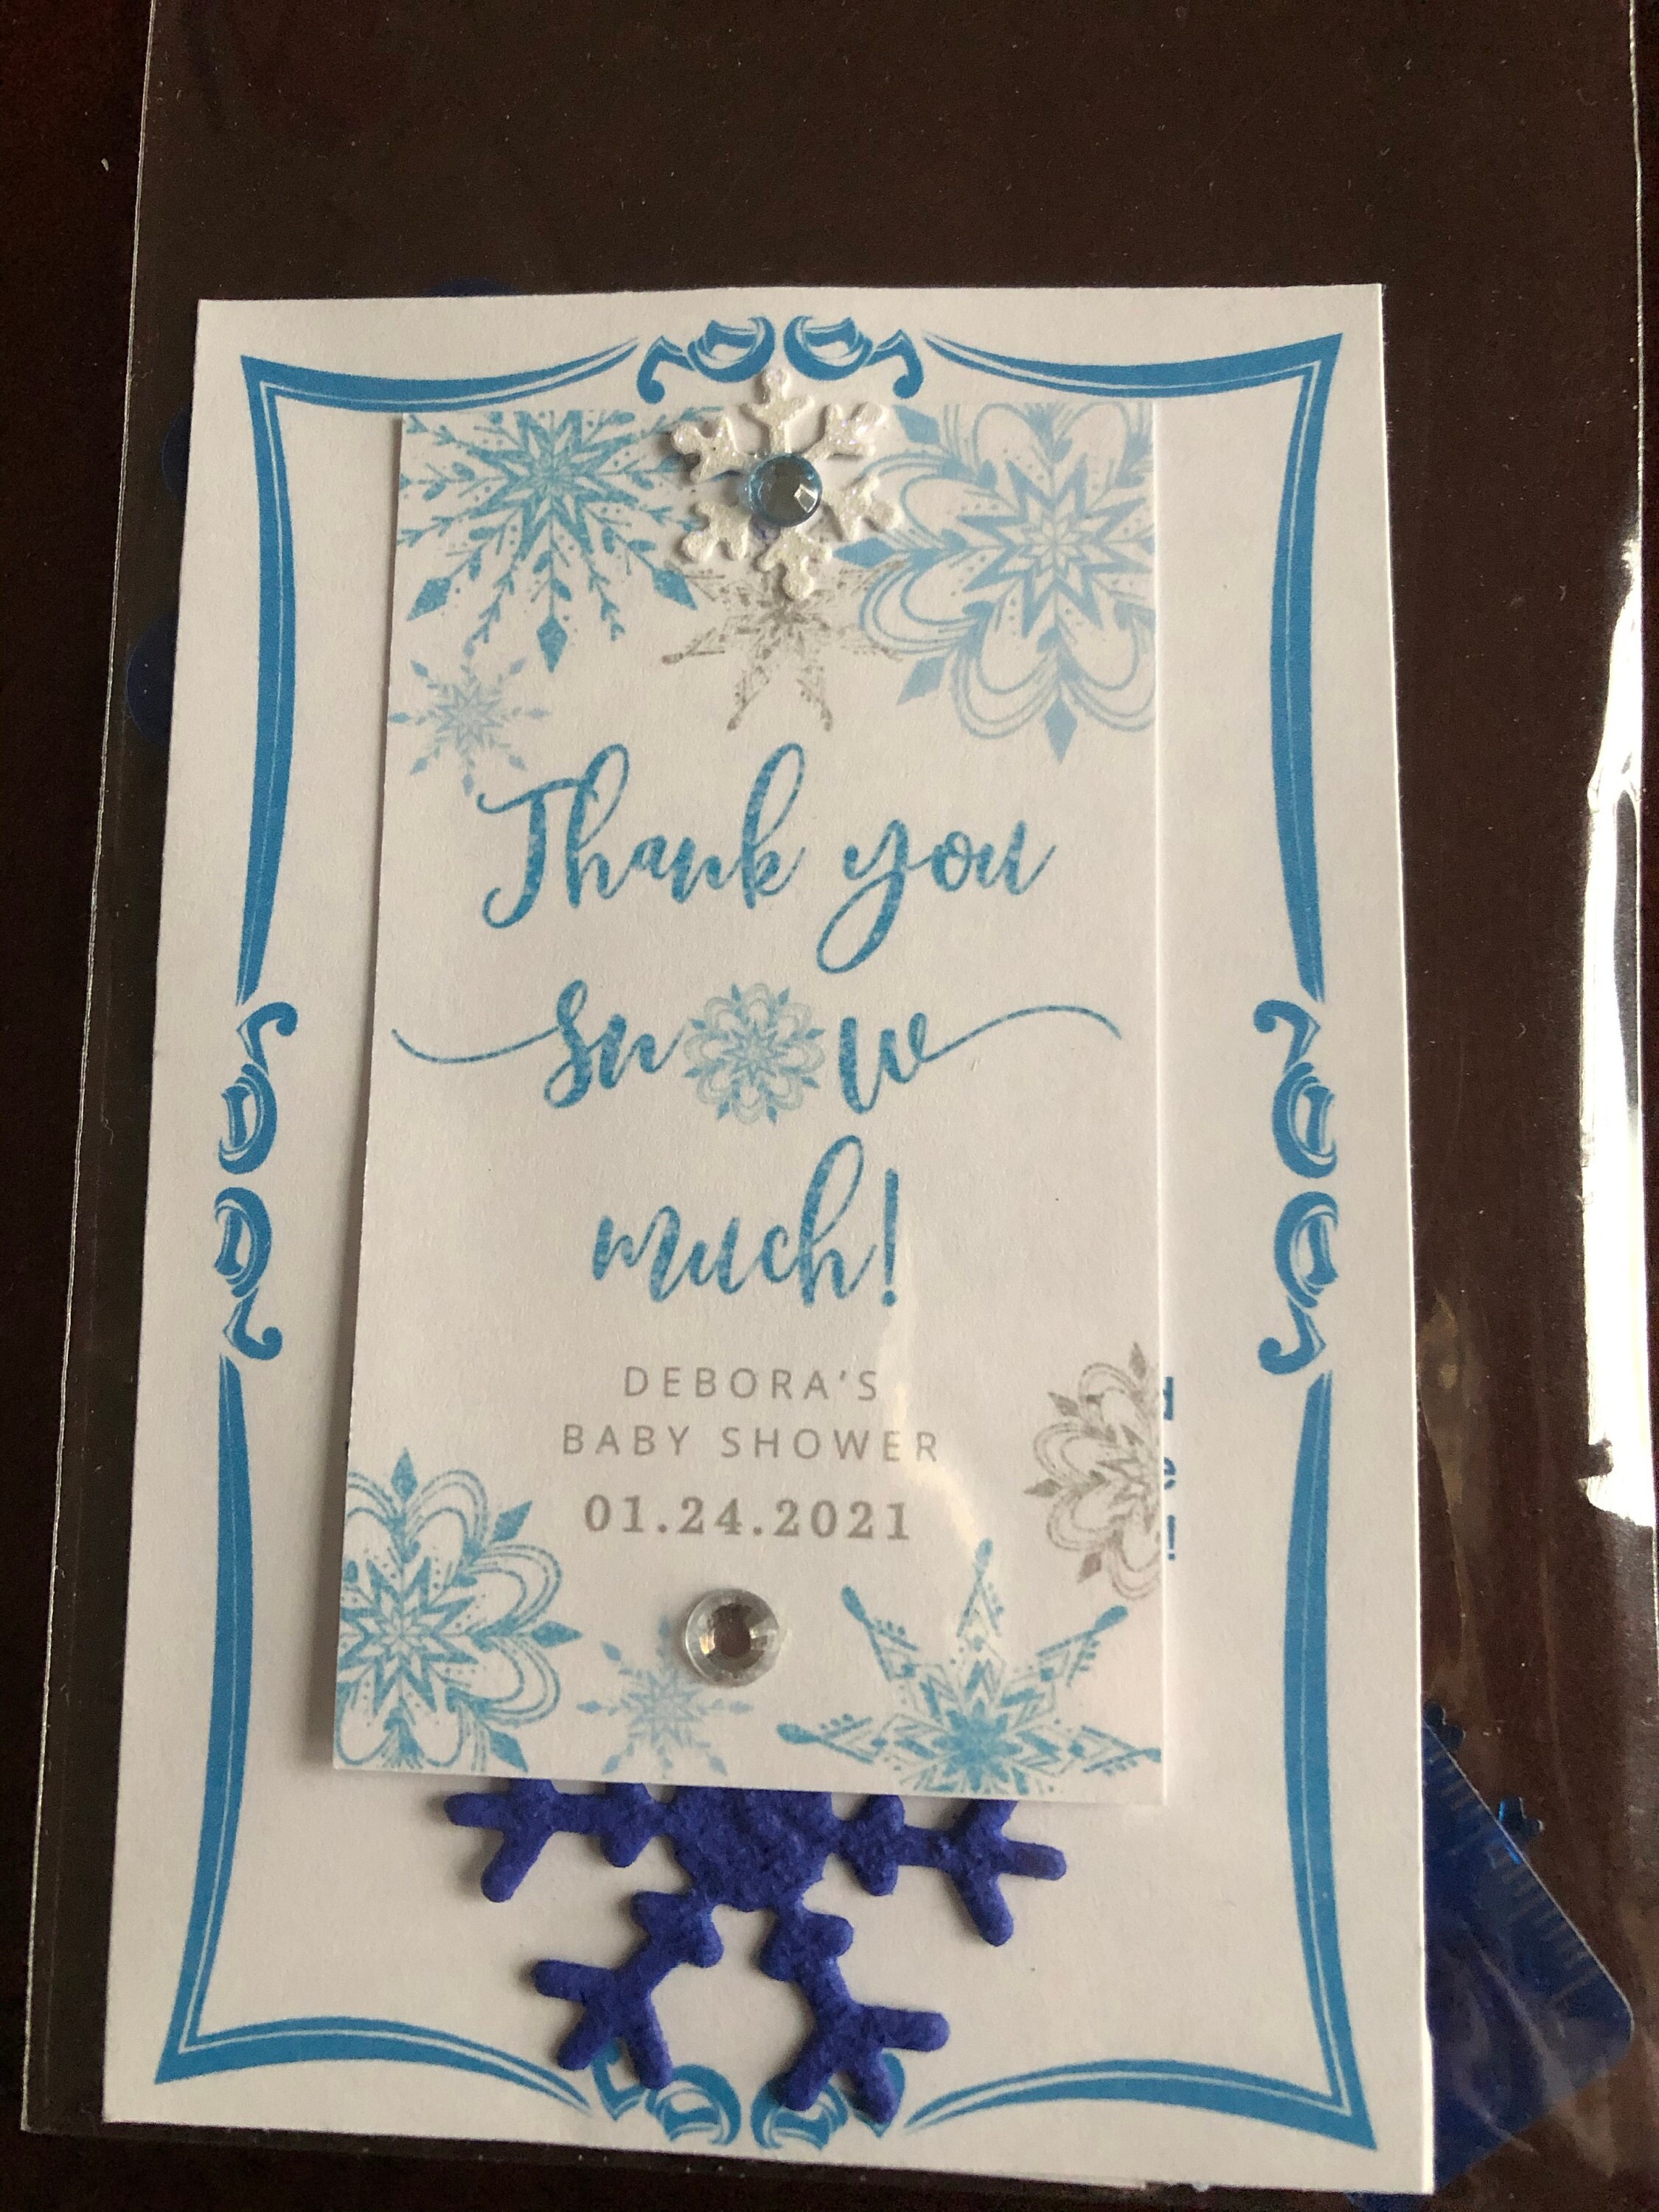 Thank you
snow
much!
DEBORA'S
BABY SHOWER
01.24.2021